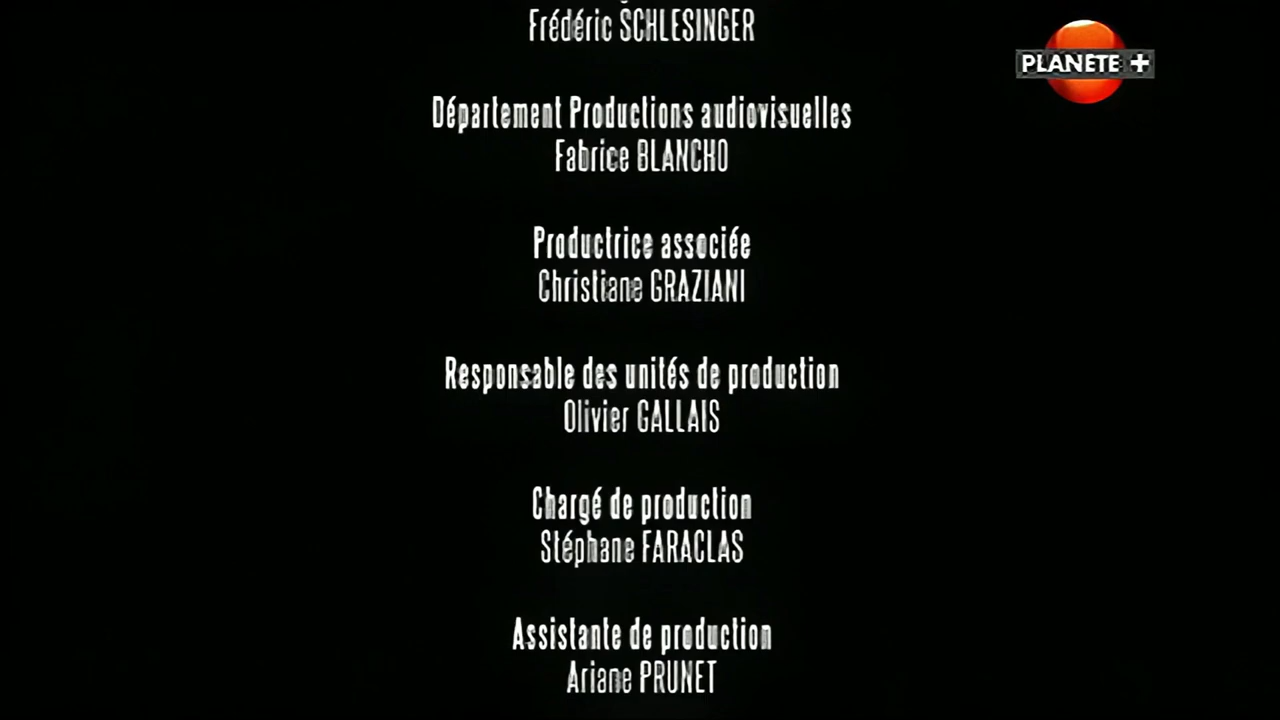 Frédéric SCHLESINGER
PLANÈTE +
Département Productions audiovisuelles
Fabrice BLANCHO
Productrice associée
Christiane GRAZIANI
Responsable des unités de production
Olivier GALLAIS
Chargé de production
Stéphane FARACLAS
Assistante de production
Ariane PRUNET